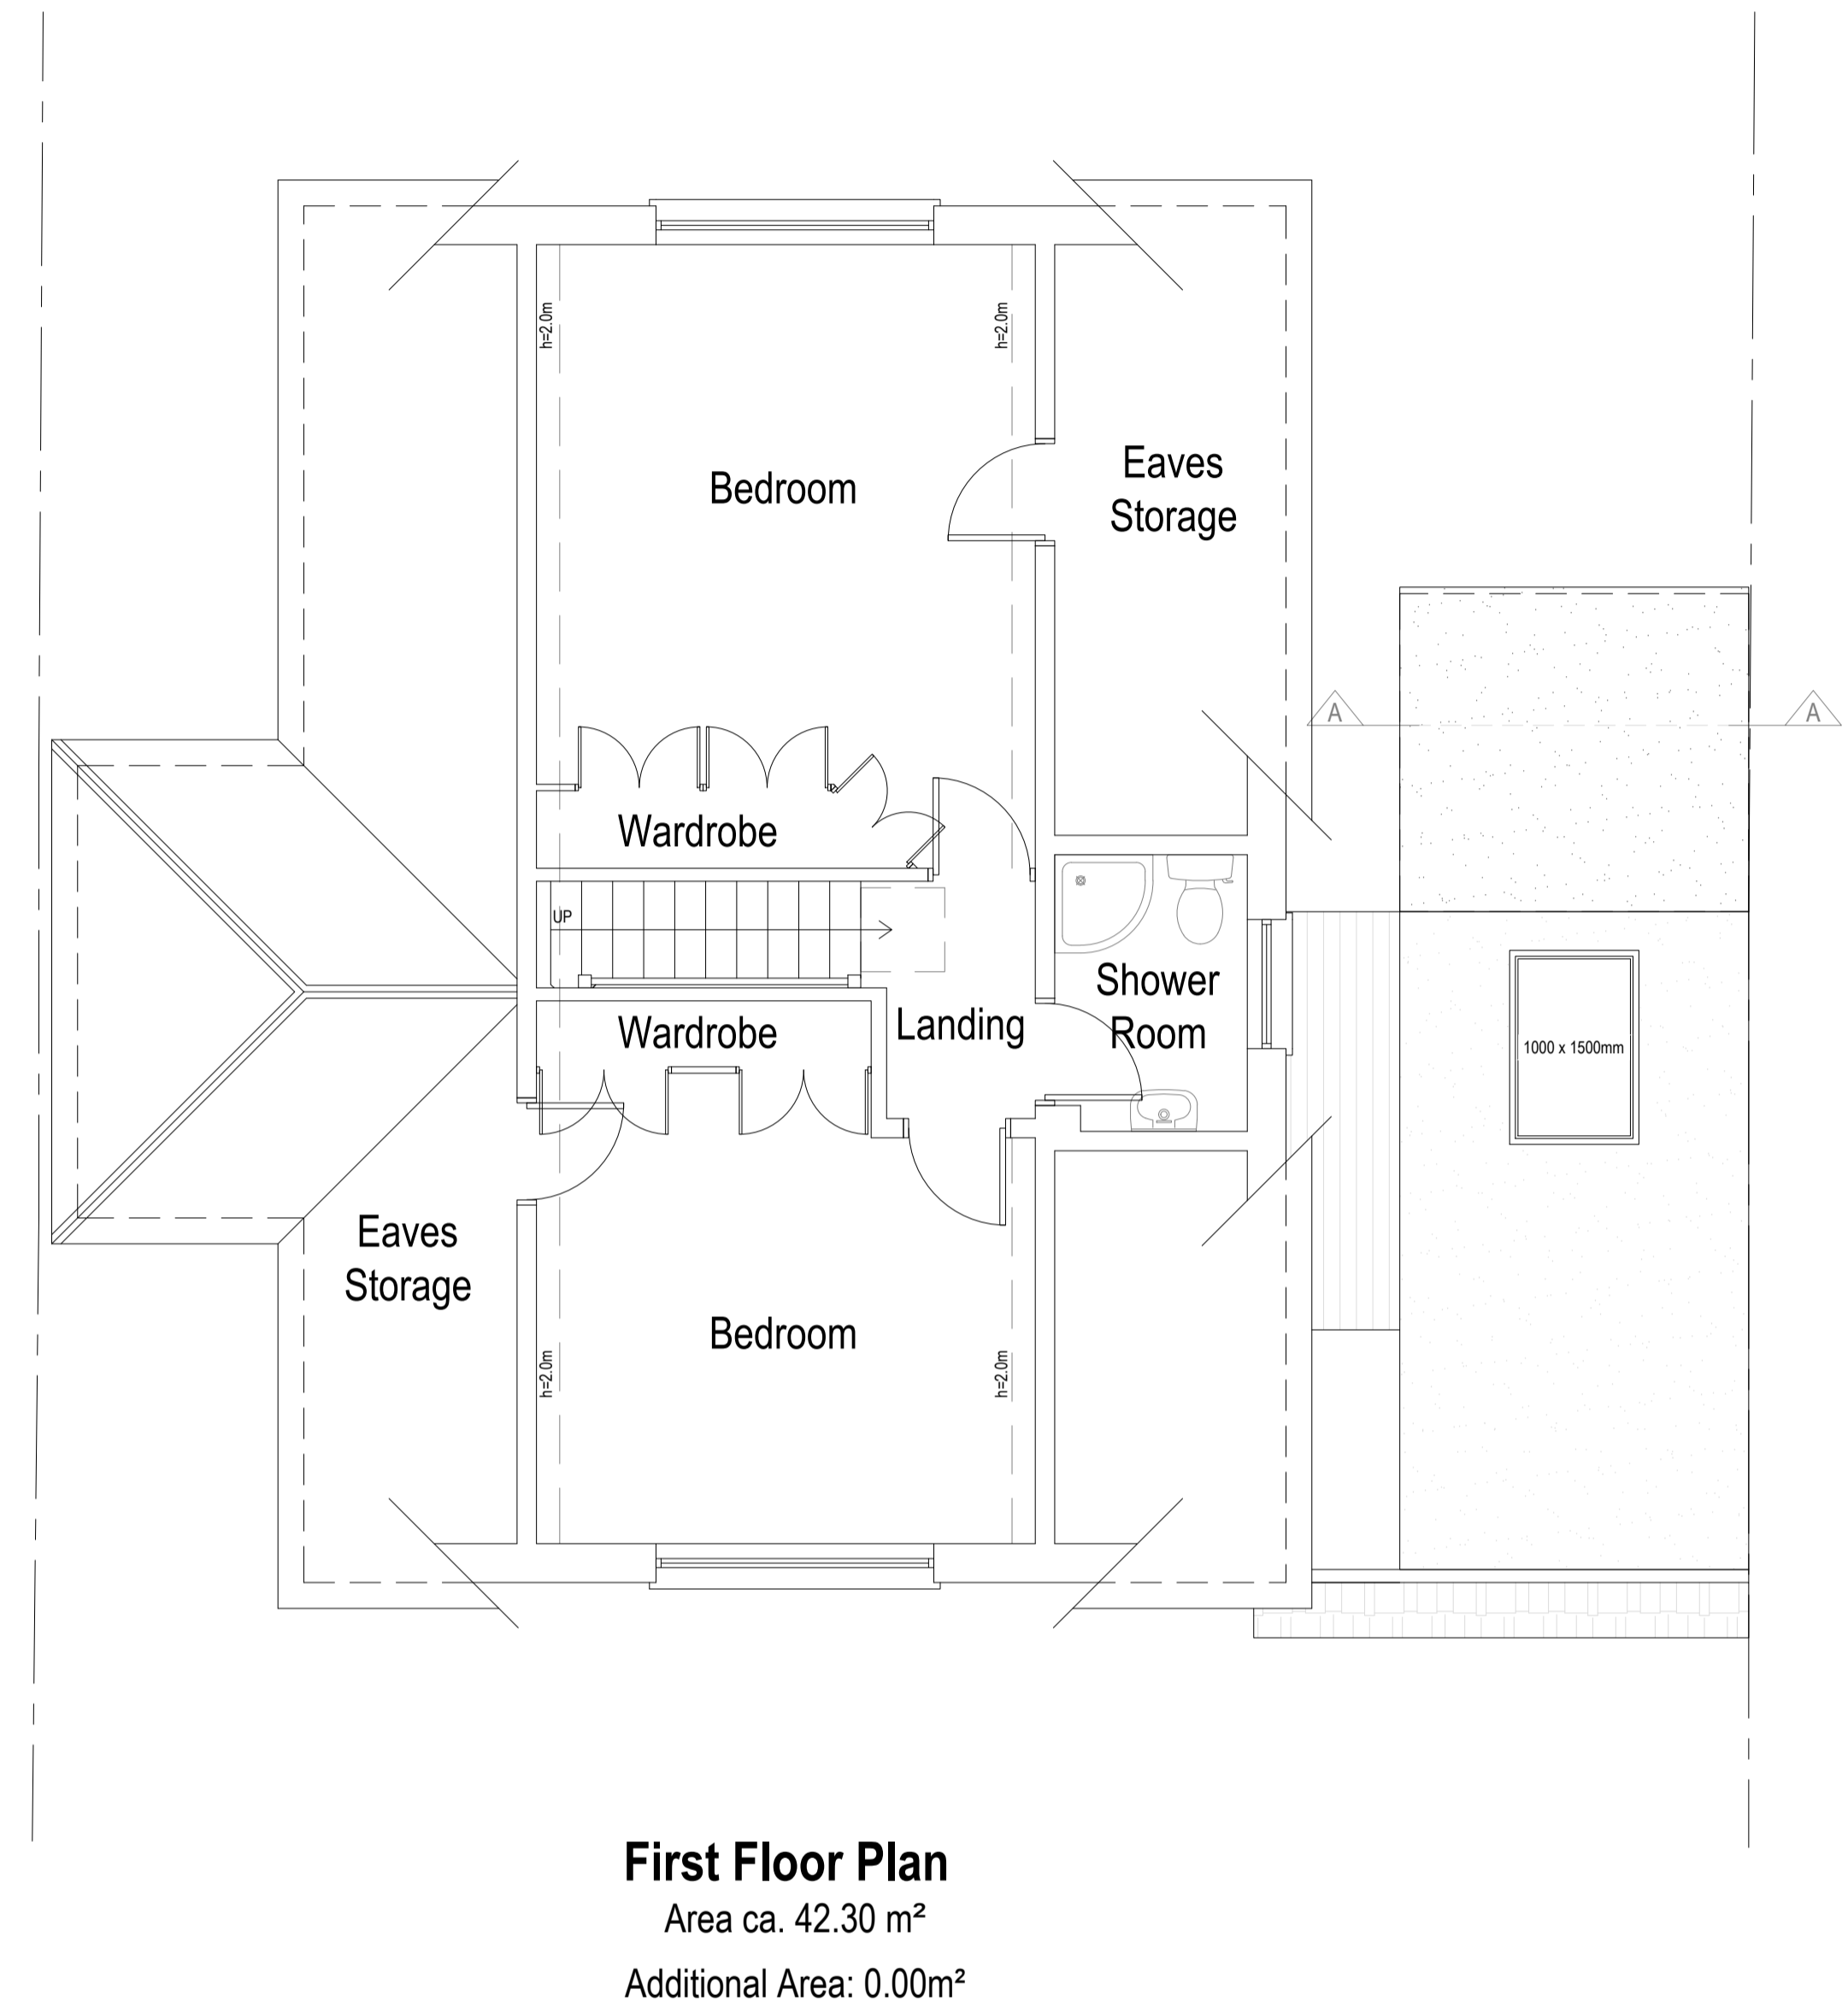 h=2.0m
h=2.0m
Bedroom
Eaves
Storage
A
A
Wardrobe
UP
Shower
Room
Landing
Wardrobe
1000 x 1500mm
Eaves
Storage
Bedroom
h=2.0m
h=2.0m
First Floor Plan
Area ca. 42.30 m²
Additional Area: 0.00m²